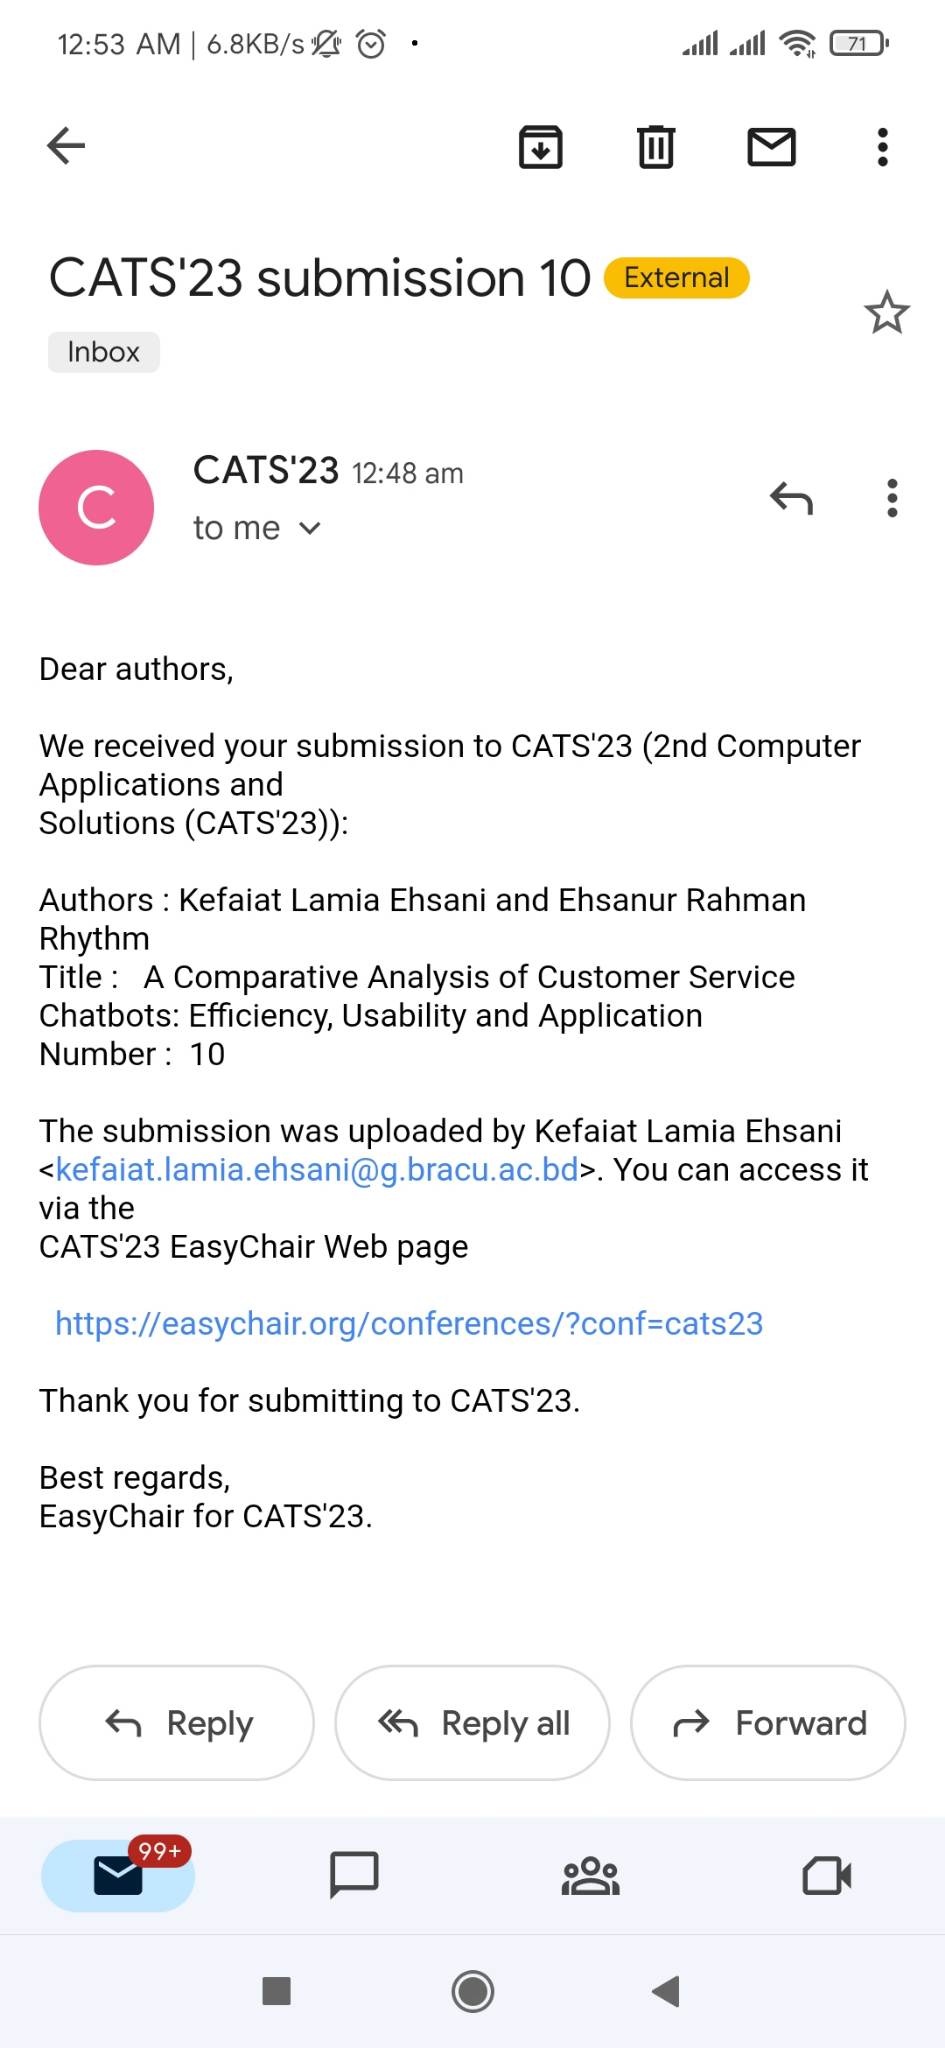 12:53 AM | 6.8KB/s
71
CATS'23 submission 10 External
Inbox
C
CATS'23 12:48 am
to me
Dear authors,
We received your submission to CATS'23 (2nd Computer
Applications and
Solutions (CATS'23)):
Authors : Kefaiat Lamia Ehsani and Ehsanur Rahman
Rhythm
Title :   A Comparative Analysis of Customer Service
Chatbots: Efficiency, Usability and Application
Number :  10
The submission was uploaded by Kefaiat Lamia Ehsani
<kefaiat.lamia.ehsani@g.bracu.ac.bd>. You can access it
via the
CATS'23 EasyChair Web page
https://easychair.org/conferences/?conf=cats23
Thank you for submitting to CATS'23.
Best regards,
EasyChair for CATS'23.
Reply Reply all Forward
99+